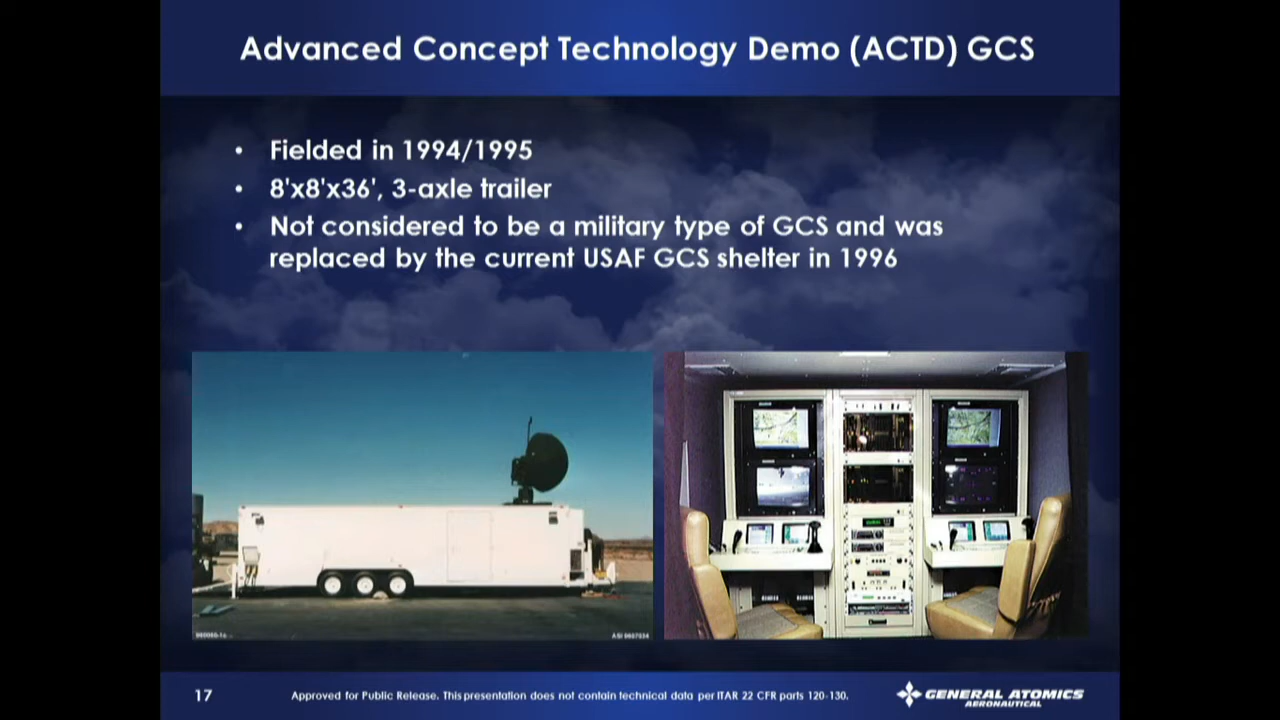 Advanced Concept Technology Demo (ACTD) GCS
• Fielded in 1994/1995
• 8'x8'x36', 3-axle trailer
• Not considered to be a military type of GCS and was
replaced by the current USAF GCS shelter in 1996
17
Approved for Public Release. This presentation does not contain technical data per ITAR 22 CFR parts 120-130.
GENERAL ATOMICS
AERONAUTICAL